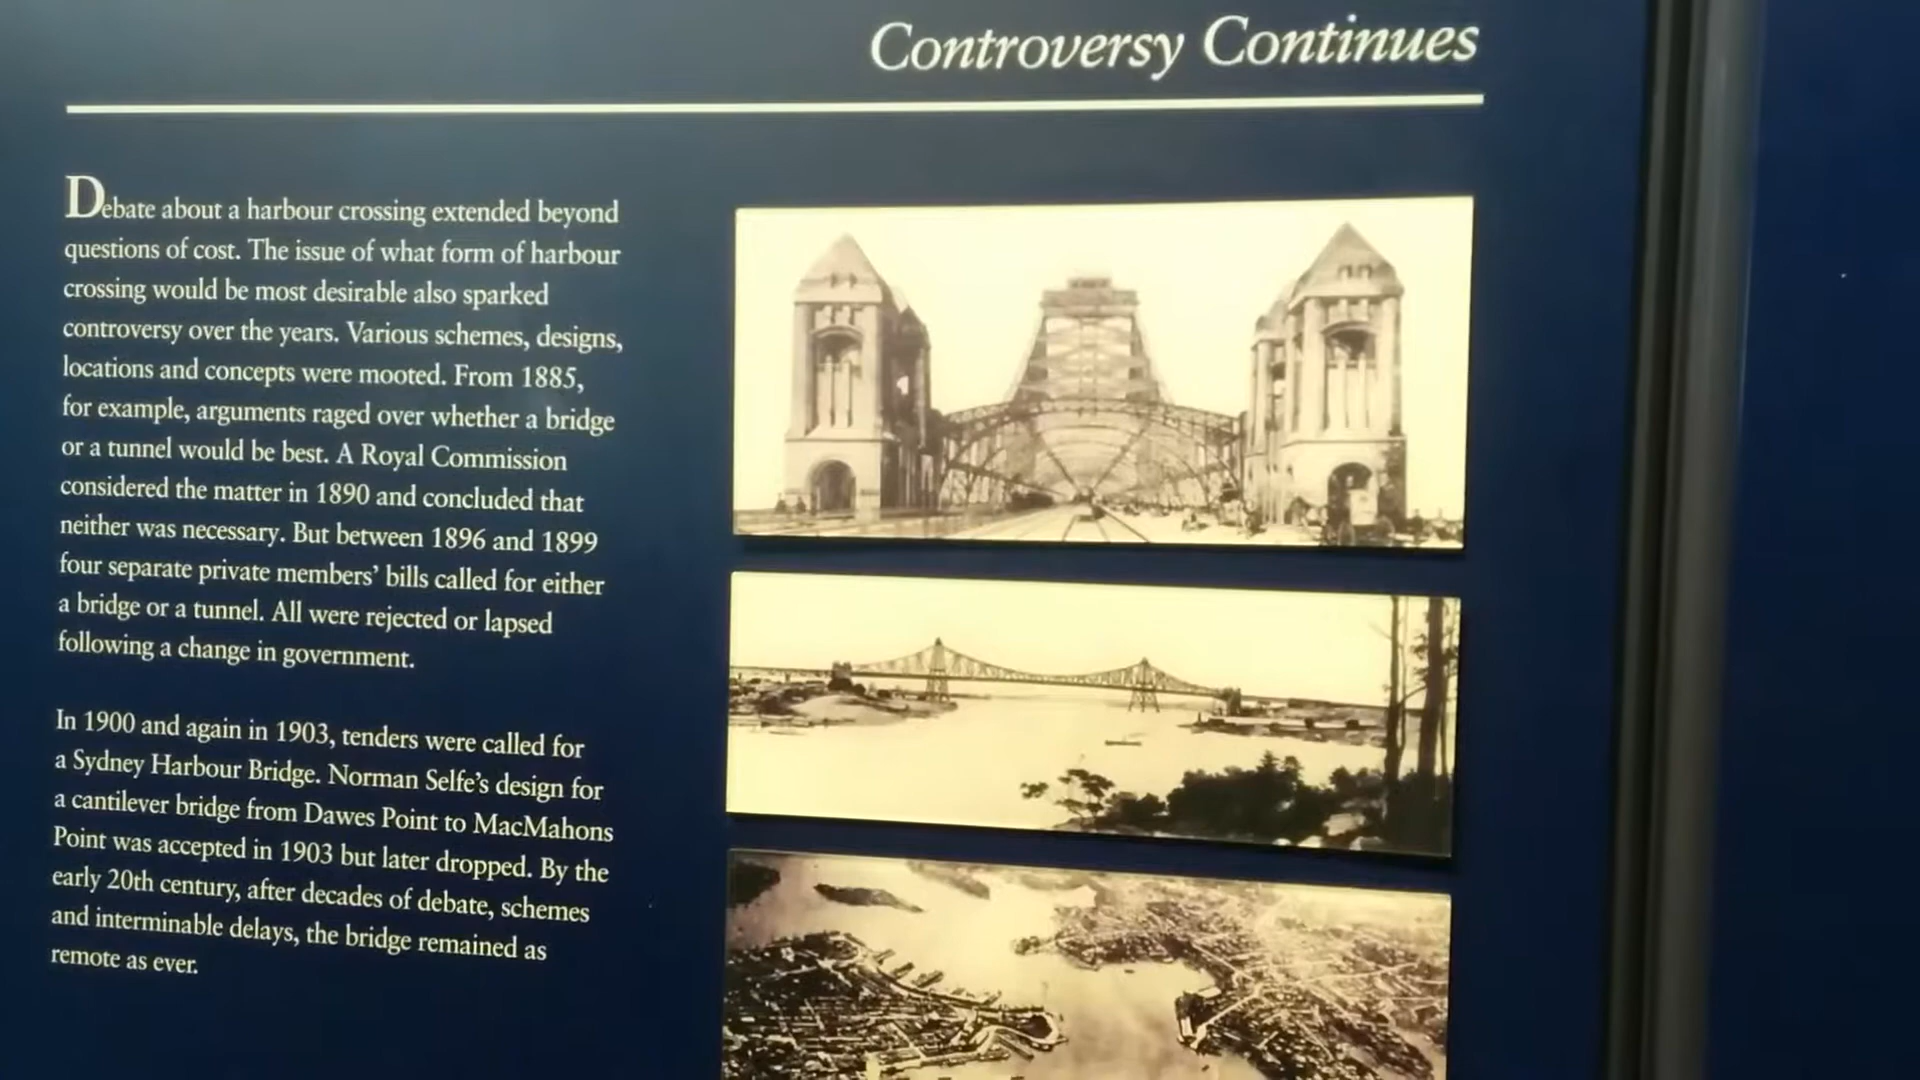 Controversy Continues
Debate about a harbour crossing extended beyond
questions of cost. The issue of what form of harbour
crossing would be most desirable also sparked
controversy over the years. Various schemes, designs,
locations and concepts were mooted. From 1885,
for example, arguments raged over whether a bridge
or a tunnel would be best. A Royal Commission
considered the matter in 1890 and concluded that
neither was necessary. But between 1896 and 1899
four separate private members’ bills called for either
a bridge or a tunnel. All were rejected or lapsed
following a change in government.
In 1900 and again in 1903, tenders were called for
a Sydney Harbour Bridge. Norman Selfe’s design for
a cantilever bridge from Dawes Point to MacMahons
Point was accepted in 1903 but later dropped. By the
early 20th century, after decades of debate, schemes
and interminable delays, the bridge remained as
remote as ever.